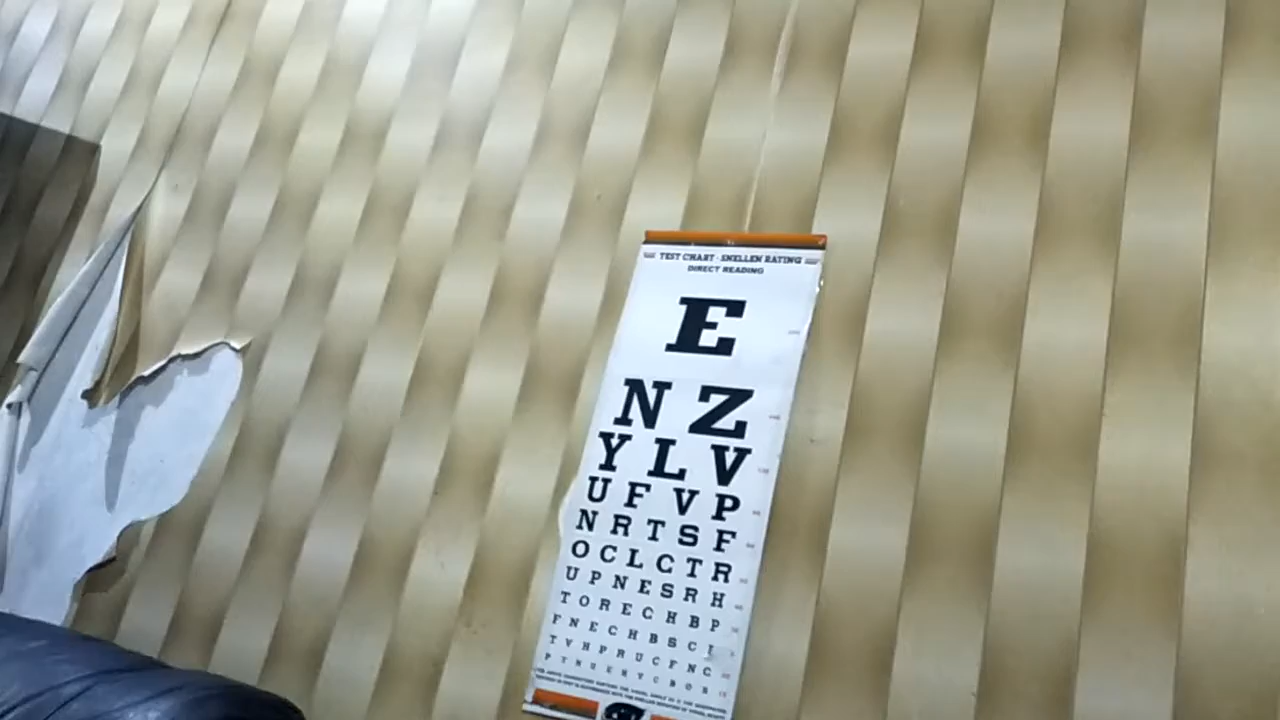 TEST CHART - SNELLEN RATING
DIRECT READING
E
N Z
Y L V
U F V P
N R T S F
O C L C T R
U P N E S R H
T O R E C H B P
F N E C H B S C
T V H P R U C F N C